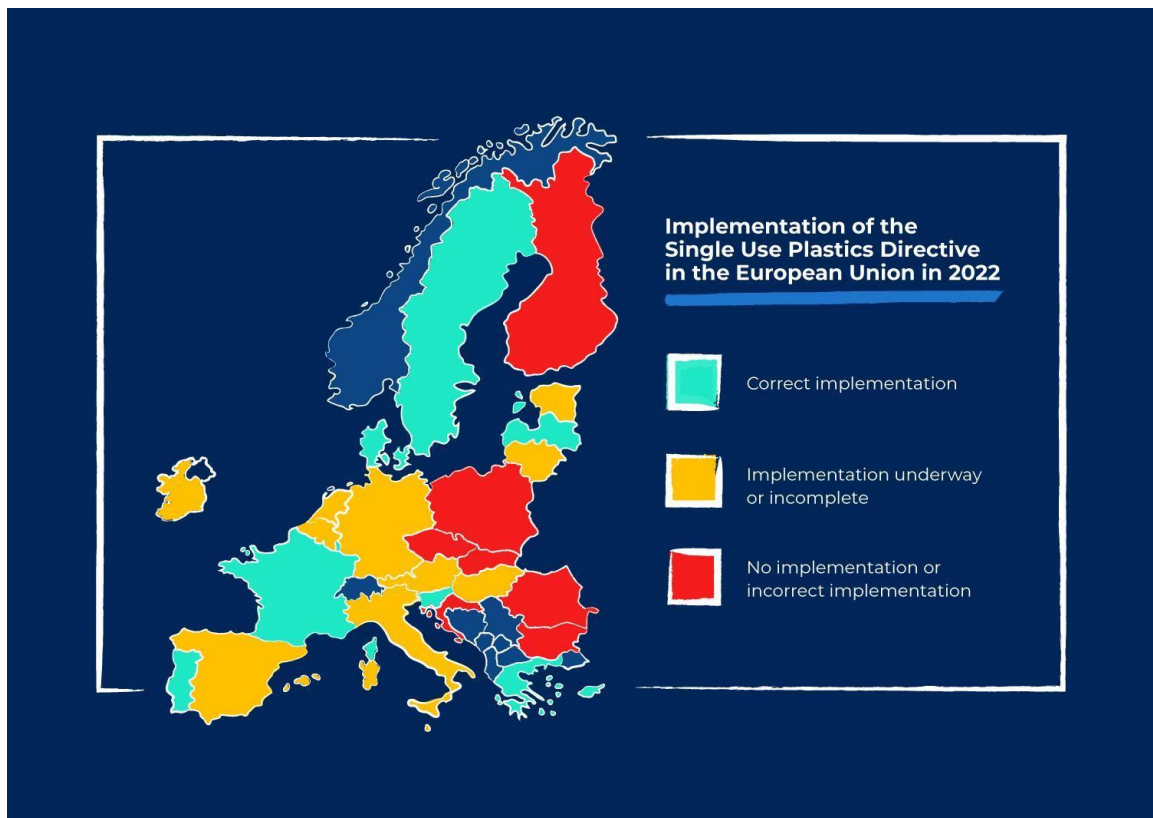 Implementation of the
Single Use Plastics Directive
in the European Union in 2022
Correct implementation
Implementation underway
or incomplete
No implementation or
incorrect implementation